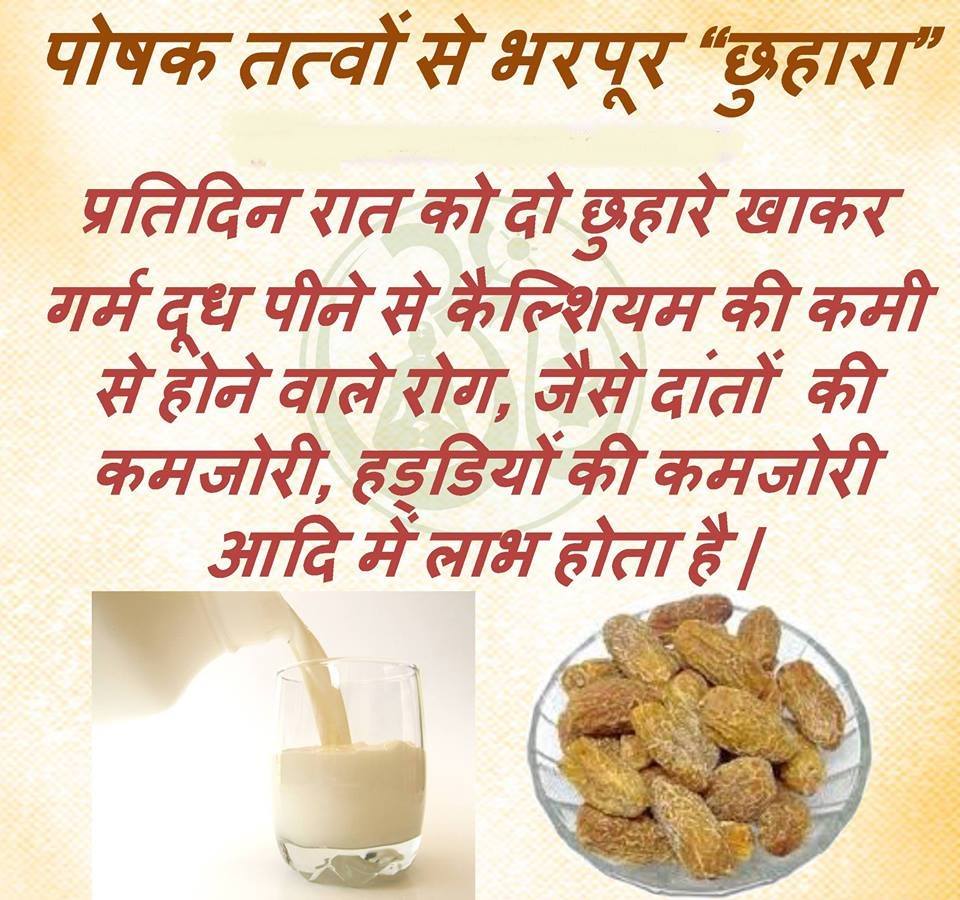 पोषक तत्वों से भरपूर “छुहारा”
प्रतिदिन रात को दो छुहारे खाकर
गर्म दूध पीने से कैल्शियम की कमी
से होने वाले रोग, जैसे दांतों की
कमजोरी, हड्डियों की कमजोरी
आदि में लाभ होता है |